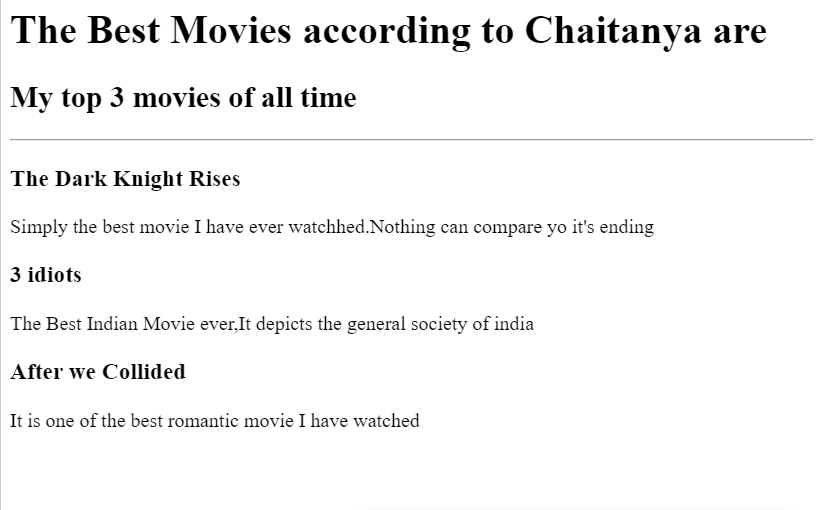 The Best Movies according to Chaitanya are
My top 3 movies of all time
The Dark Knight Rises
Simply the best movie I have ever watchhed.Nothing can compare yo it's ending
3 idiots
The Best Indian Movie ever,It depicts the general society of india
After we Collided
It is one of the best romantic movie I have watched